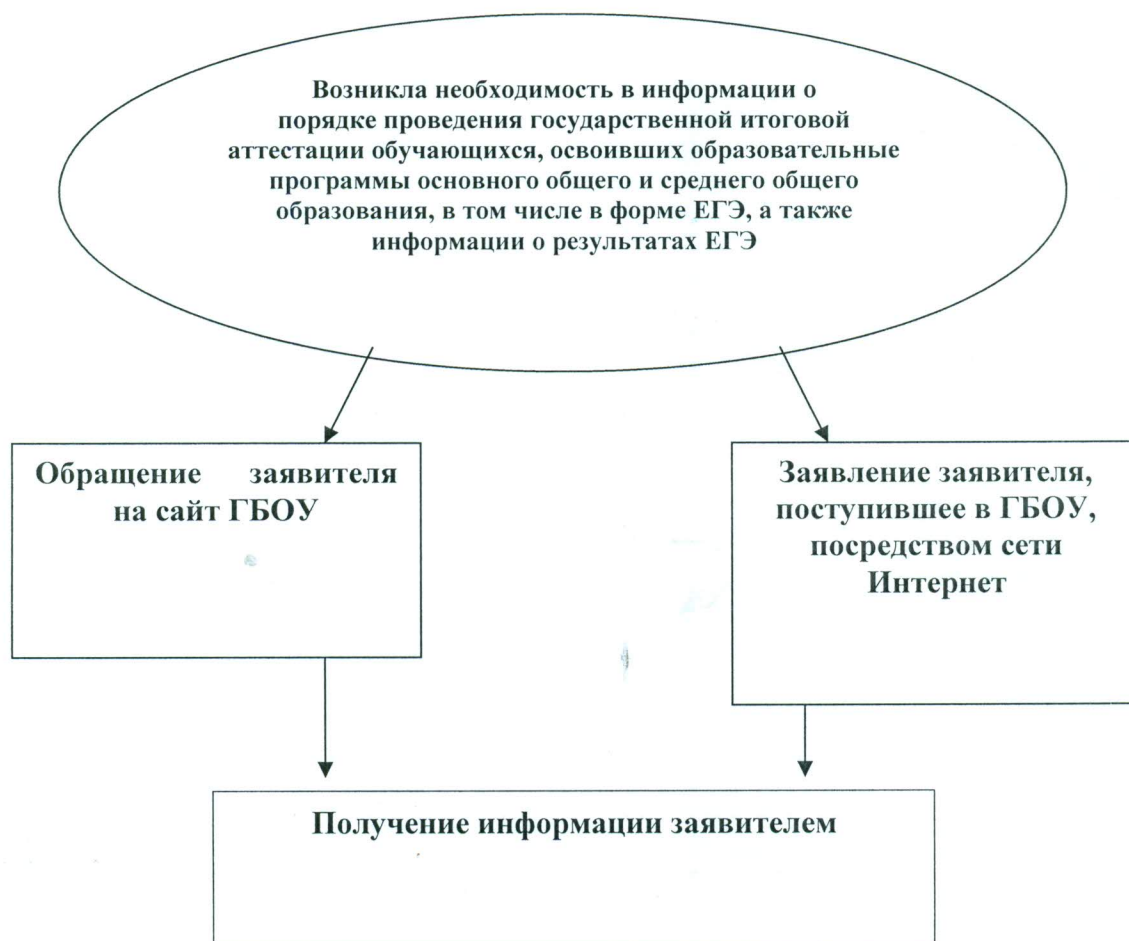 Возникла необходимость в информации о
порядке проведения государственной итоговой
аттестации обучающихся, освоивших образовательные
программы основного общего и среднего общего
образования, в том числе в форме ЕГЭ, а также
информации о результатах ЕГЭ
Обращение заявителя
на сайт ГБОУ
Заявление заявителя,
поступившее в ГБОУ,
посредством сети
Интернет
Получение информации заявителем